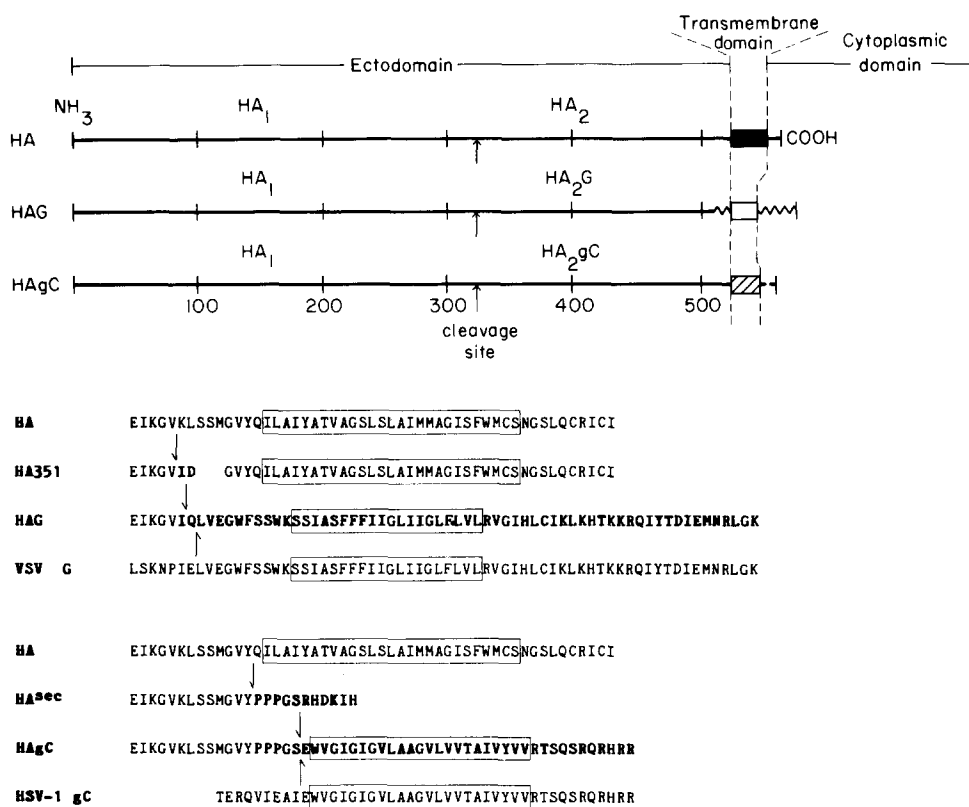 Transmembrane
domain
Cytoplasmic
domain
Ectodomain
NH3
HA1 HA2
HA COOH
HA1 HA2G
HAG
HA1 HA2gC
HAgC
100 200 300 400 500
cleavage
site
HA EIKGVKLSSMGVYQILAIYATVAGSLSLAIMMAGISFWMCSNGSLQCRICI
HA351 EIKGVID GVYQILAIYATVAGSLSLAIMMAGISFWMCSNGSLQCRICI
HAG EIKGVIQLVEGWFSSWKSSIASFFFIIGLIIGLFLVLRVGIHLCIKLKHTKKRQIYTDIEMNRLGK
VSV G LSKNPIELVEGWFSSWKSSIASFFFIIGLIIGLFLVLRVGIHLCIKLKHTKKRQIYTDIEMNRLGK
HA EIKGVKLSSMGVYQILAIYATVAGSLSLAIMMAGISFWMCSNGSLQCRICI
HAsec EIKGVKLSSMGVYPPPGSRHDKIH
HAgC EIKGVKLSSMGVYPPPGSEWVGIGIGVLAAGVLVVTAIVYVVRTSQSRQRHRR
HSV-1 gC TERQVIEAIEWVGIGIGVLAAGVLVVTAIVYVVRTSQSRQRHRR